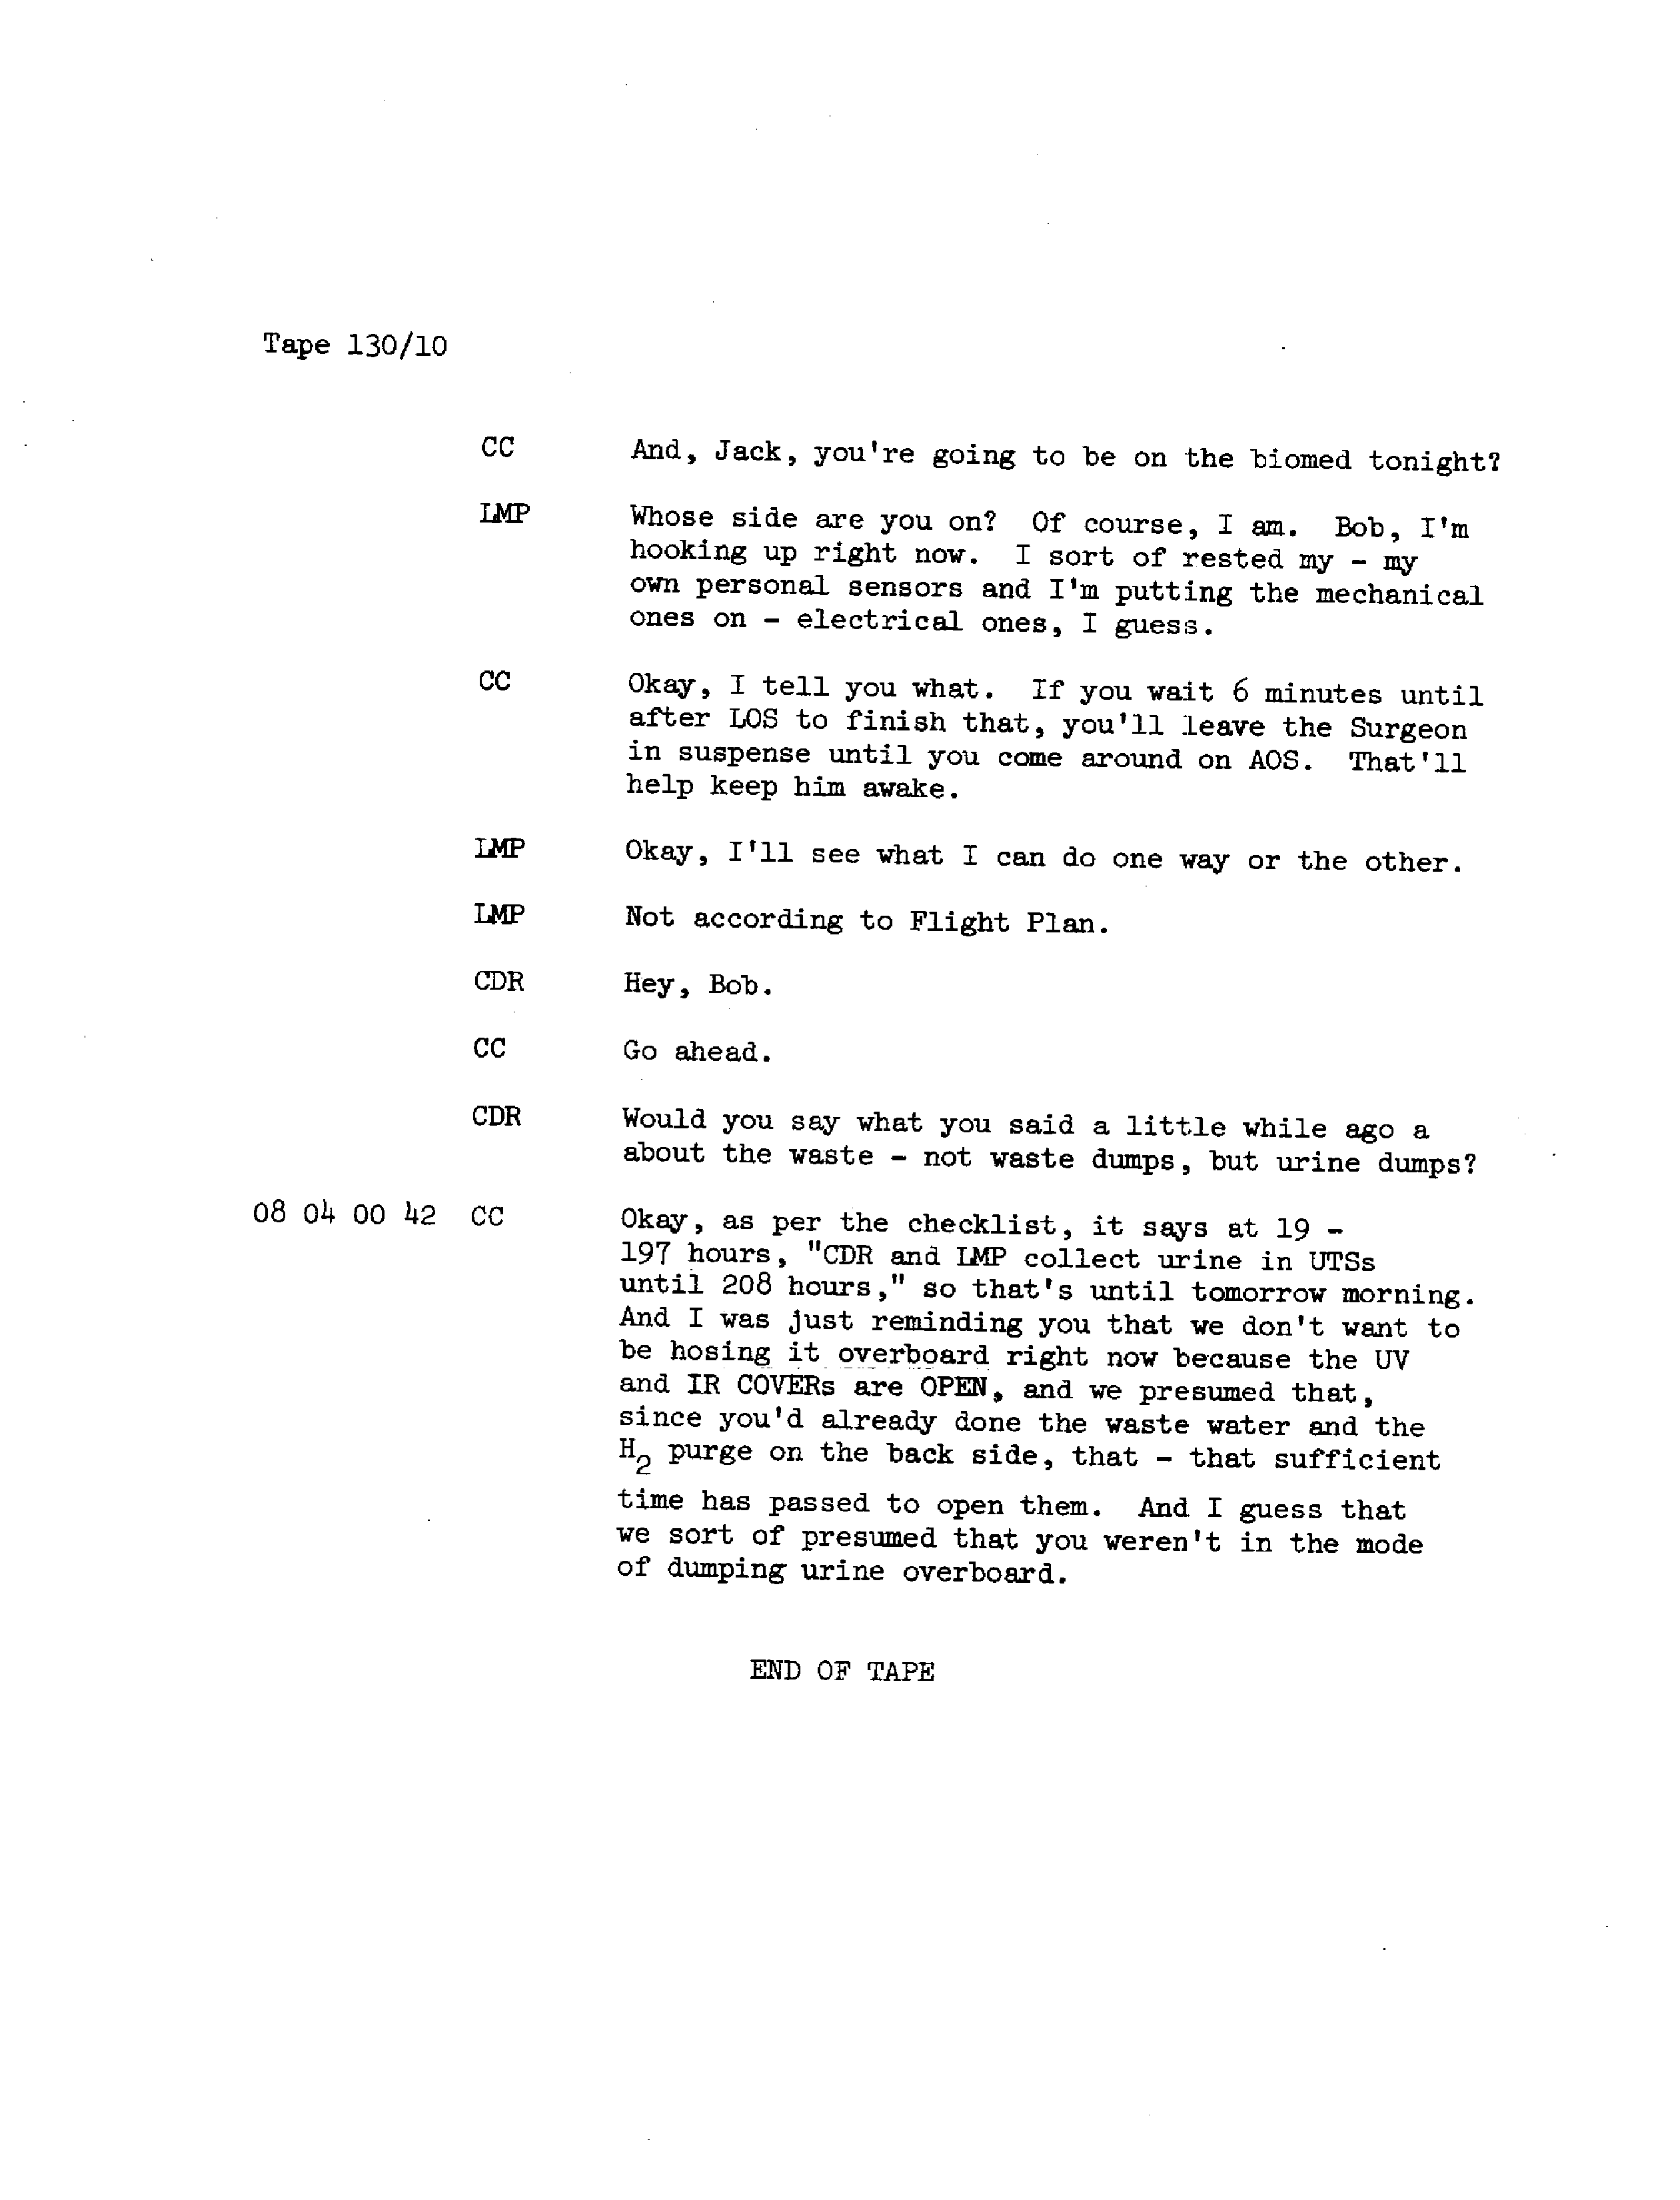 Tape 130/10
CC And, Jack, you're going to be on the biomed tonight?
LMP Whose side are you on? Of course, I am. Bob, I'm
hooking up right now. I sort of rested my - my
own personal sensors and I'm putting the mechanical
ones on - electrical ones, I guess.
CC Okay, I tell you what. If you wait 6 minutes until
after LOS to finish that, you'll leave the Surgeon
in suspense until you come around on AOS. That'll
help keep him awake.
LMP Okay, I'll see what I can do one way or the other.
LMP Not according to Flight Plan.
CDR Hey, Bob.
CC Go ahead.
CDR Would you say what you said a little while ago a
about the waste - not waste dumps, but urine dumps?
08 04 00 42 CC Okay, as per the checklist, it says at 19 -
197 hours, "CDR and LMP collect urine in UTSs
until 208 hours," so that's until tomorrow morning.
And I was just reminding you that we don't want to
be hosing it overboard right now because the UV
and IR COVERs are OPEN, and we presumed that,
since you'd already done the waste water and the
H2 purge on the back side, that - that sufficient
time has passed to open them. And I guess that
we sort of presumed that you weren't in the mode
of dumping urine overboard.
END OF TAPE